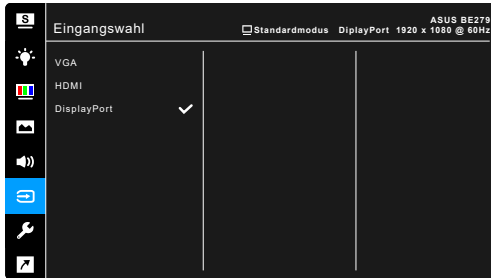 S
Eingangswahl
ASUS BE279
Standardmodus DiplayPort 1920 x 1080 @ 60Hz
VGA
HDMI
DisplayPort